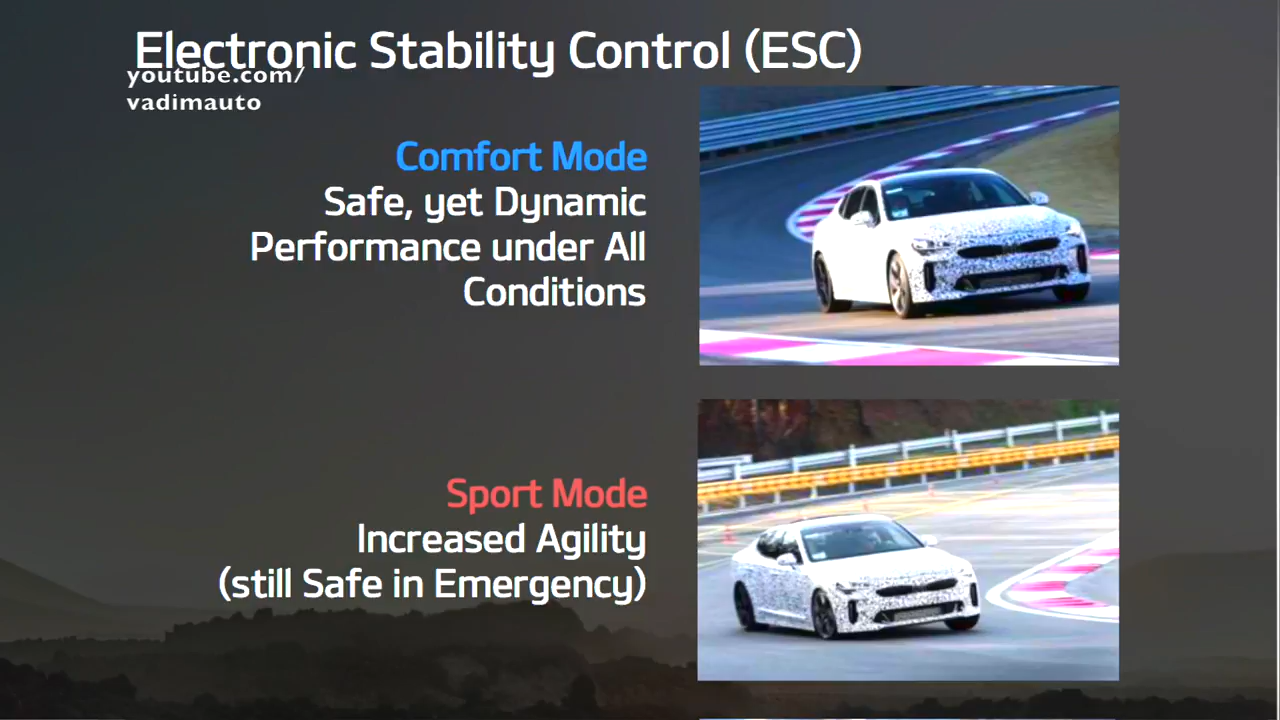 Electronic Stability Control (ESC)
youtube.com/
vadimauto
Comfort Mode
Safe, yet Dynamic
Performance under All
Conditions
Sport Mode
Increased Agility
(still Safe in Emergency)